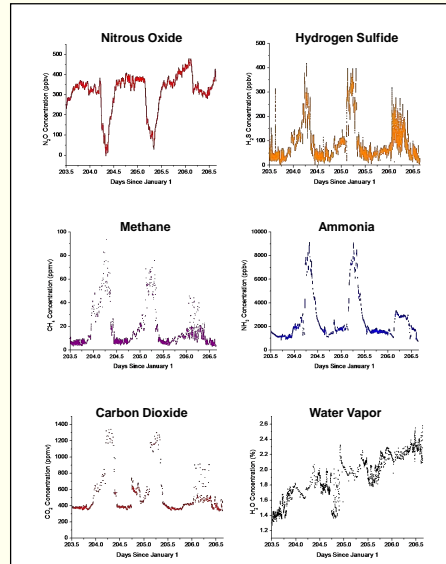 Nitrous Oxide
N2O Concentration (ppbv)
500
400
300
200
100
0
203.5 204.0 204.5 205.0 205.5 206.0 206.5
Days Since January 1
Hydrogen Sulfide
H2S Concentration (ppbv)
500
400
300
200
100
0
203.5 204.0 204.5 205.0 205.5 206.0 206.5
Days Since January 1
Methane
CH4 Concentration (ppmv)
100
80
60
40
20
0
203.5 204.0 204.5 205.0 205.5 206.0 206.5
Days Since January 1
Ammonia
NH3 Concentration (ppbv)
10000
8000
6000
4000
2000
0
203.5 204.0 204.5 205.0 205.5 206.0 206.5
Days Since January 1
Carbon Dioxide
CO2 Concentration (ppmv)
1400
1200
1000
800
600
400
200
0
203.5 204.0 204.5 205.0 205.5 206.0 206.5
Days Since January 1
Water Vapor
H2O Concentration (%)
2.6
2.4
2.2
2.0
1.8
1.6
1.4
1.2
203.5 204.0 204.5 205.0 205.5 206.0 206.5
Days Since January 1